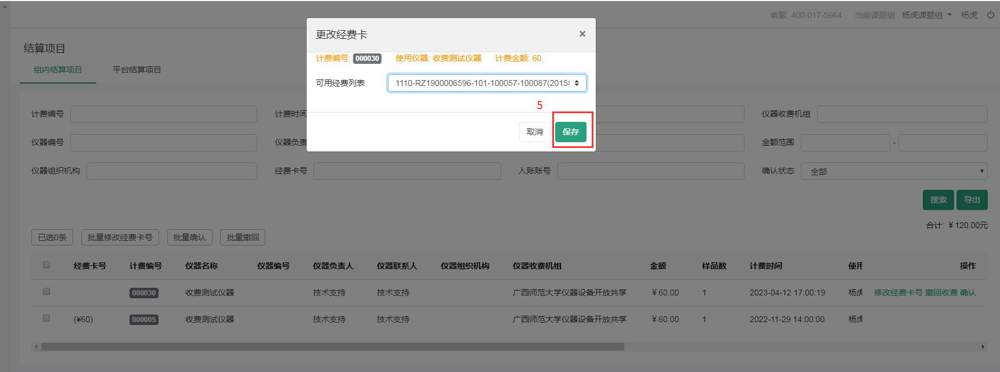 客服: 400-017-5664 当前课题组: 杨虎课题组 杨虎
更改经费卡 ×
结算项目
计费编号: 000030 使用仪器: 收费测试仪器 计费金额: 60
组内结算项目 平台结算项目
可用经费列表 1110-RZ1900006596-101-100057-100087(2015
5
计费编号 计费时间 仪器收费机组
取消 保存
仪器编号 仪器负责 金额范围 -
仪器组织机构 经费卡号 入账账号 确认状态 全部
搜索 导出
合计: ￥120.00元
已选0条 批量修改经费卡号 批量确认 批量撤回
经费卡号 计费编号 仪器名称 仪器编号 仪器负责人 仪器联系人 仪器组织机构 仪器收费机组 金额 样品数 计费时间 使用 操作
000030 收费测试仪器 技术支持 技术支持 广西师范大学仪器设备开放共享 ￥60.00 1 2023-04-12 17:00:19 杨虎 修改经费卡号 撤回收费 确认
(¥60) 000005 收费测试仪器 技术支持 技术支持 广西师范大学仪器设备开放共享 ￥60.00 1 2022-11-29 14:00:00 杨虎